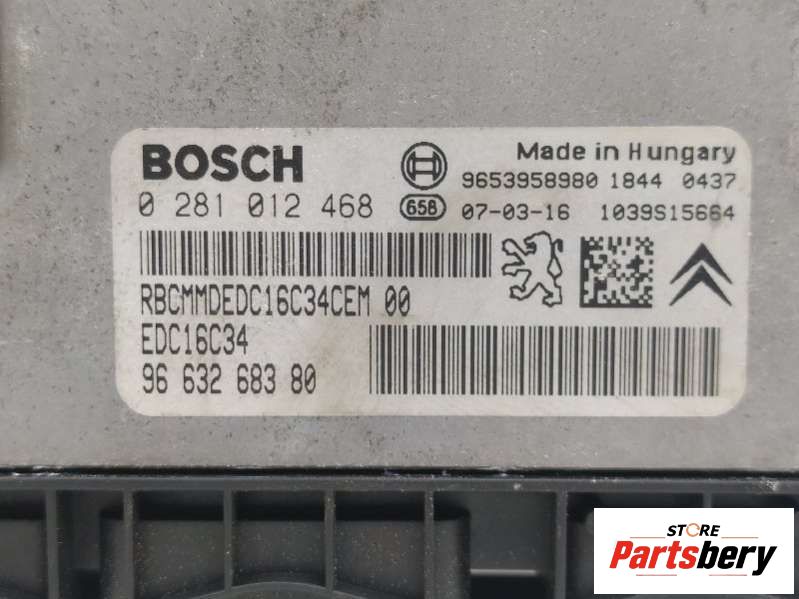 BOSCH
Made in Hungary
9653958980 1844 0437
0 281 012 468 658 07-03-16 1039S15664
RBCMMDEDC16C34CEM 00
EDC16C34
96 632 683 80
STORE
Partsbery